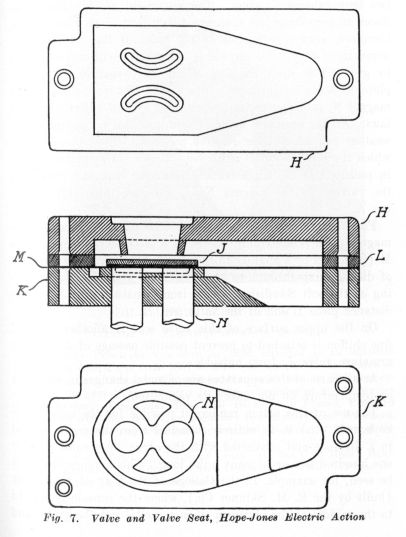 H
H
J
L
M
K
N
N
K
Fig. 7. Valve and Valve Seat, Hope-Jones Electric Action